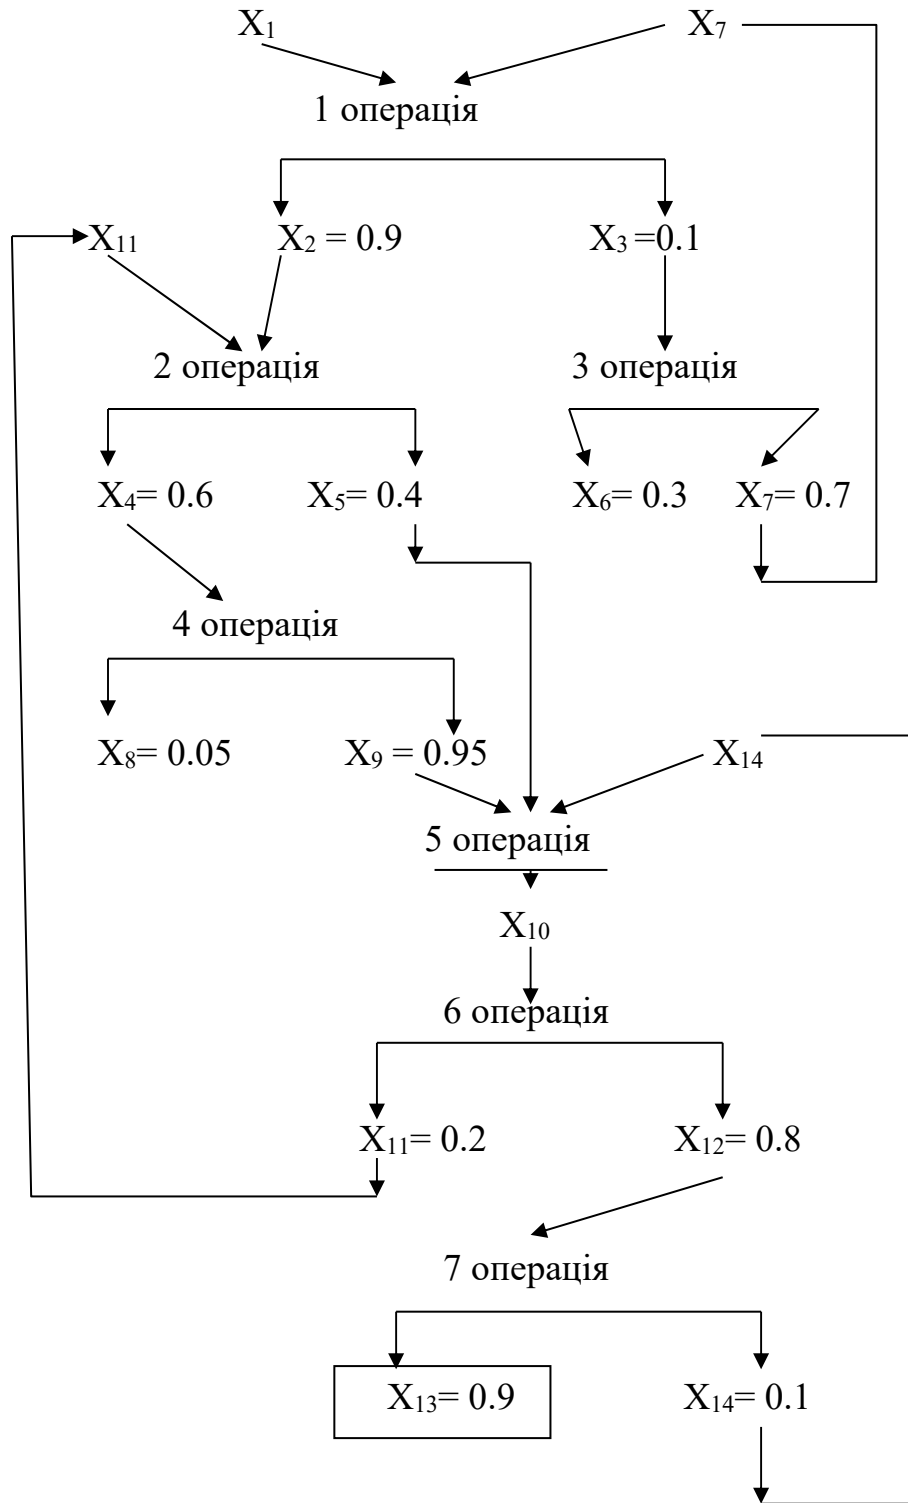 X₁ X₇
1 операція
X₁₁ X₂ = 0.9 X₃ =0.1
2 операція 3 операція
X₄= 0.6 X₅= 0.4 X₆= 0.3 X₇= 0.7
4 операція
X₈= 0.05 X₉ = 0.95 X₁₄
5 операція
X₁₀
6 операція
X₁₁= 0.2 X₁₂= 0.8
7 операція
X₁₃= 0.9 X₁₄= 0.1